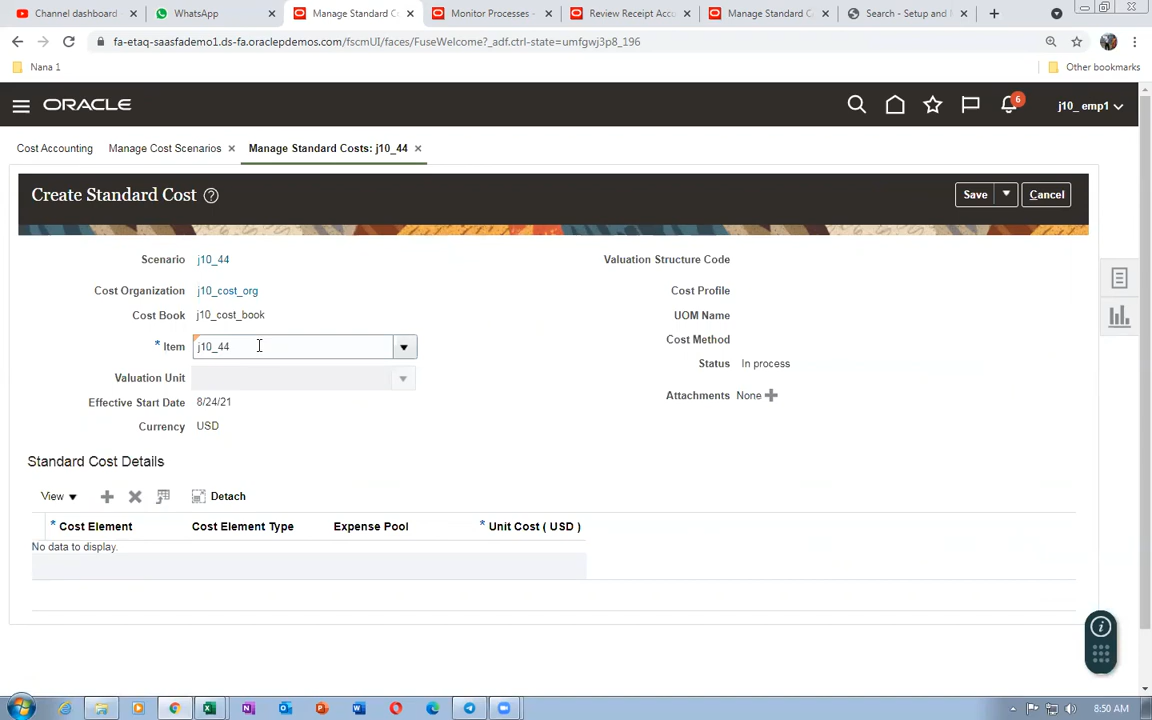 Channel dashboard
WhatsApp
Manage Standard C
Monitor Processes -
Review Receipt Acc
Manage Standard C
Search - Setup and
fa-etaq-saasfademo1.ds-fa.oraclepdemos.com/fscmUI/faces/FuseWelcome?_adf.ctrl-state=umfgwj3p8_196
Nana 1
Other bookmarks
ORACLE
6
j10_ emp1
Cost Accounting
Manage Cost Scenarios
Manage Standard Costs: j10_44
Create Standard Cost
Save
Cancel
Scenario j10_44
Cost Organization j10_cost_org
Cost Book j10_cost_book
* Item j10_44
Valuation Unit
Effective Start Date 8/24/21
Currency USD
Valuation Structure Code
Cost Profile
UOM Name
Cost Method
Status In process
Attachments None
Standard Cost Details
View
Detach
* Cost Element Cost Element Type Expense Pool * Unit Cost ( USD )
No data to display.
8:50 AM